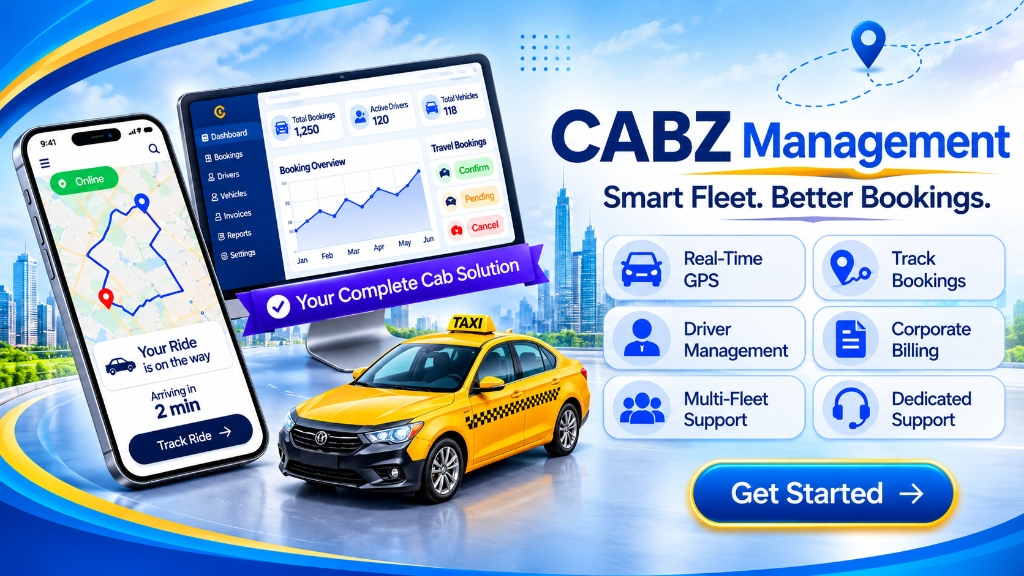 9:41
Online
Your Ride
is on the way
Arriving in
2 min
Track Ride
Dashboard
Bookings
Drivers
Vehicles
Invoices
Reports
Settings
Total Bookings
1,250
Active Drivers
120
Total Vehicles
118
Booking Overview
Jan Feb Mar Apr May Jun
Travel Bookings
Confirm
Pending
Cancel
Your Complete Cab Solution
TAXI
CABZ Management
Smart Fleet. Better Bookings.
Real-Time
GPS
Track
Bookings
Driver
Management
Corporate
Billing
Multi-Fleet
Support
Dedicated
Support
Get Started